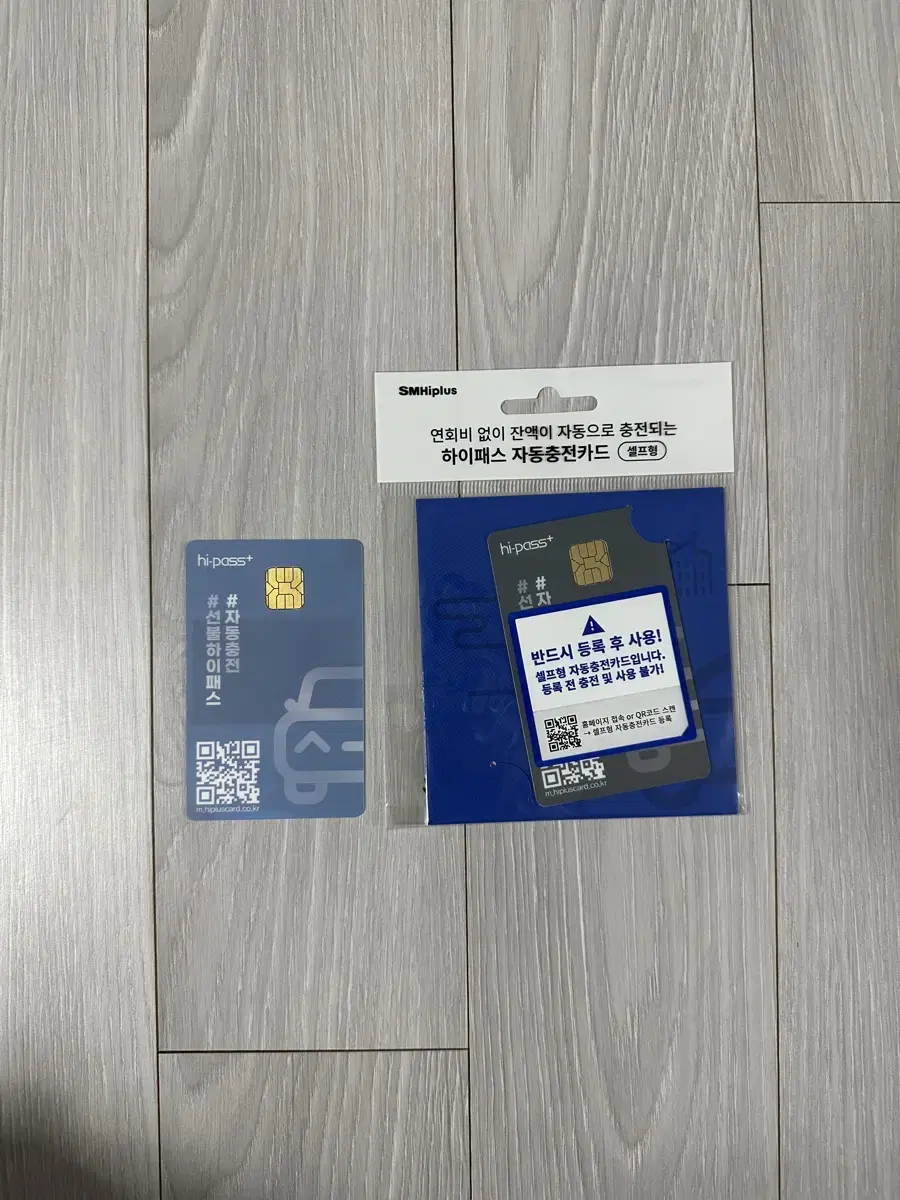 SMHiplus
연회비 없이 잔액이 자동으로 충전되는
하이패스 자동충전카드 셀프형
hi-pass+
#자동충전
#선불하이패스
m.hipluscard.co.kr
hi-pass+
#자
#선
반드시 등록 후 사용!
셀프형 자동충전카드입니다.
등록 전 충전 및 사용 불가!
홈페이지 접속 or QR코드 스캔
→ 셀프형 자동충전카드 등록
m.hipluscard.co.kr